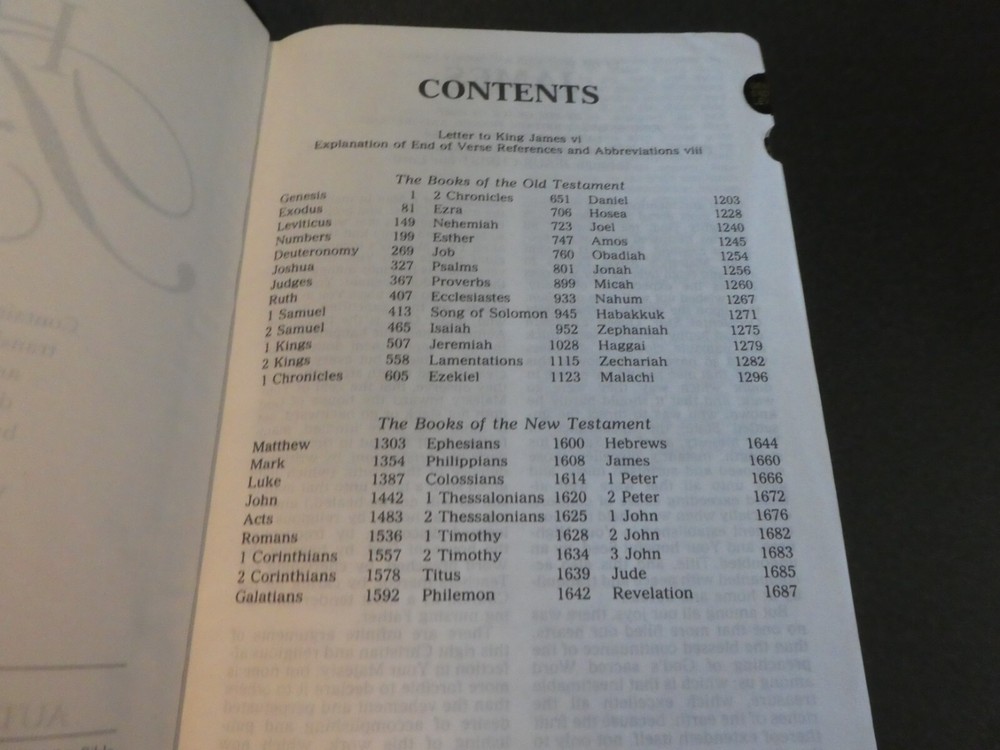 CONTENTS
Letter to King James vi
Explanation of End of Verse References and Abbreviations viii
The Books of the Old Testament
Genesis 1 2 Chronicles 651 Daniel 1203
Exodus 81 Ezra 706 Hosea 1228
Leviticus 149 Nehemiah 723 Joel 1240
Numbers 199 Esther 747 Amos 1245
Deuteronomy 269 Job 760 Obadiah 1254
Joshua 327 Psalms 801 Jonah 1256
Judges 367 Proverbs 899 Micah 1260
Ruth 407 Ecclesiastes 933 Nahum 1267
1 Samuel 413 Song of Solomon 945 Habakkuk 1271
2 Samuel 465 Isaiah 952 Zephaniah 1275
1 Kings 507 Jeremiah 1028 Haggai 1279
2 Kings 558 Lamentations 1115 Zechariah 1282
1 Chronicles 605 Ezekiel 1123 Malachi 1296
The Books of the New Testament
Matthew 1303 Ephesians 1600 Hebrews 1644
Mark 1354 Philippians 1608 James 1660
Luke 1387 Colossians 1614 1 Peter 1666
John 1442 1 Thessalonians 1620 2 Peter 1672
Acts 1483 2 Thessalonians 1625 1 John 1676
Romans 1536 1 Timothy 1628 2 John 1682
1 Corinthians 1557 2 Timothy 1634 3 John 1683
2 Corinthians 1578 Titus 1639 Jude 1685
Galatians 1592 Philemon 1642 Revelation 1687